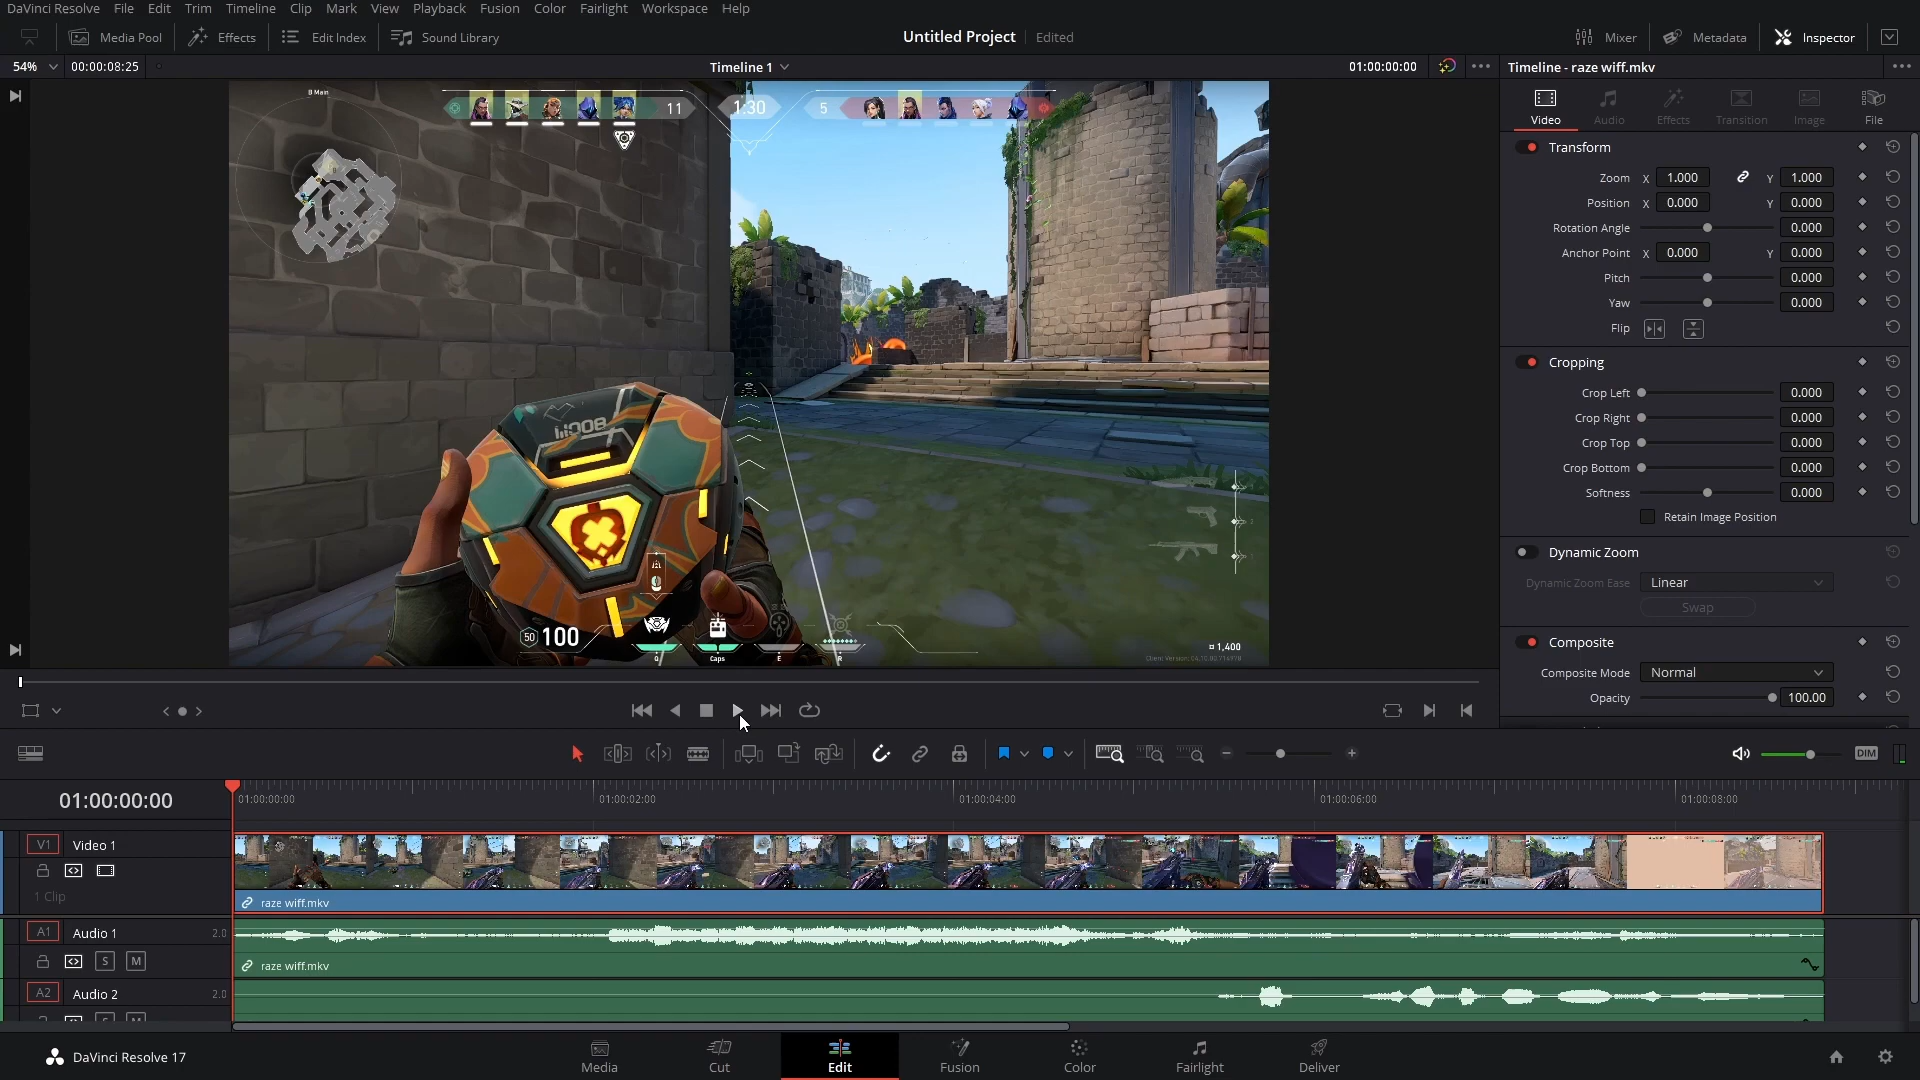 DaVinci Resolve File Edit Trim Timeline Clip Mark View Playback Fusion Color Fairlight Workspace Help
Media Pool Effects Edit Index Sound Library Untitled Project Edited Mixer Metadata Inspector
54% 00:00:08:25 Timeline 1 01:00:00:00 Timeline - raze wiff.mkv
B Main
11 1:30 5
Video Audio Effects Transition Image File
Transform
Zoom X 1.000 Y 1.000
Position X 0.000 Y 0.000
Rotation Angle 0.000
Anchor Point X 0.000 Y 0.000
Pitch 0.000
Yaw 0.000
Flip
Cropping
Crop Left 0.000
Crop Right 0.000
Crop Top 0.000
Crop Bottom 0.000
Softness 0.000
Retain Image Position
Dynamic Zoom
Dynamic Zoom Ease Linear
Swap
Composite
Composite Mode Normal
Opacity 100.00
50 100
1,400
Q Caps E R
DIM
01:00:00:00
01:00:00:00 01:00:02:00 01:00:04:00 01:00:06:00 01:00:08:00
V1 Video 1
1 Clip
raze wiff.mkv
A1 Audio 1 2.0
S M
raze wiff.mkv
A2 Audio 2 2.0
DaVinci Resolve 17
Media Cut Edit Fusion Color Fairlight Deliver